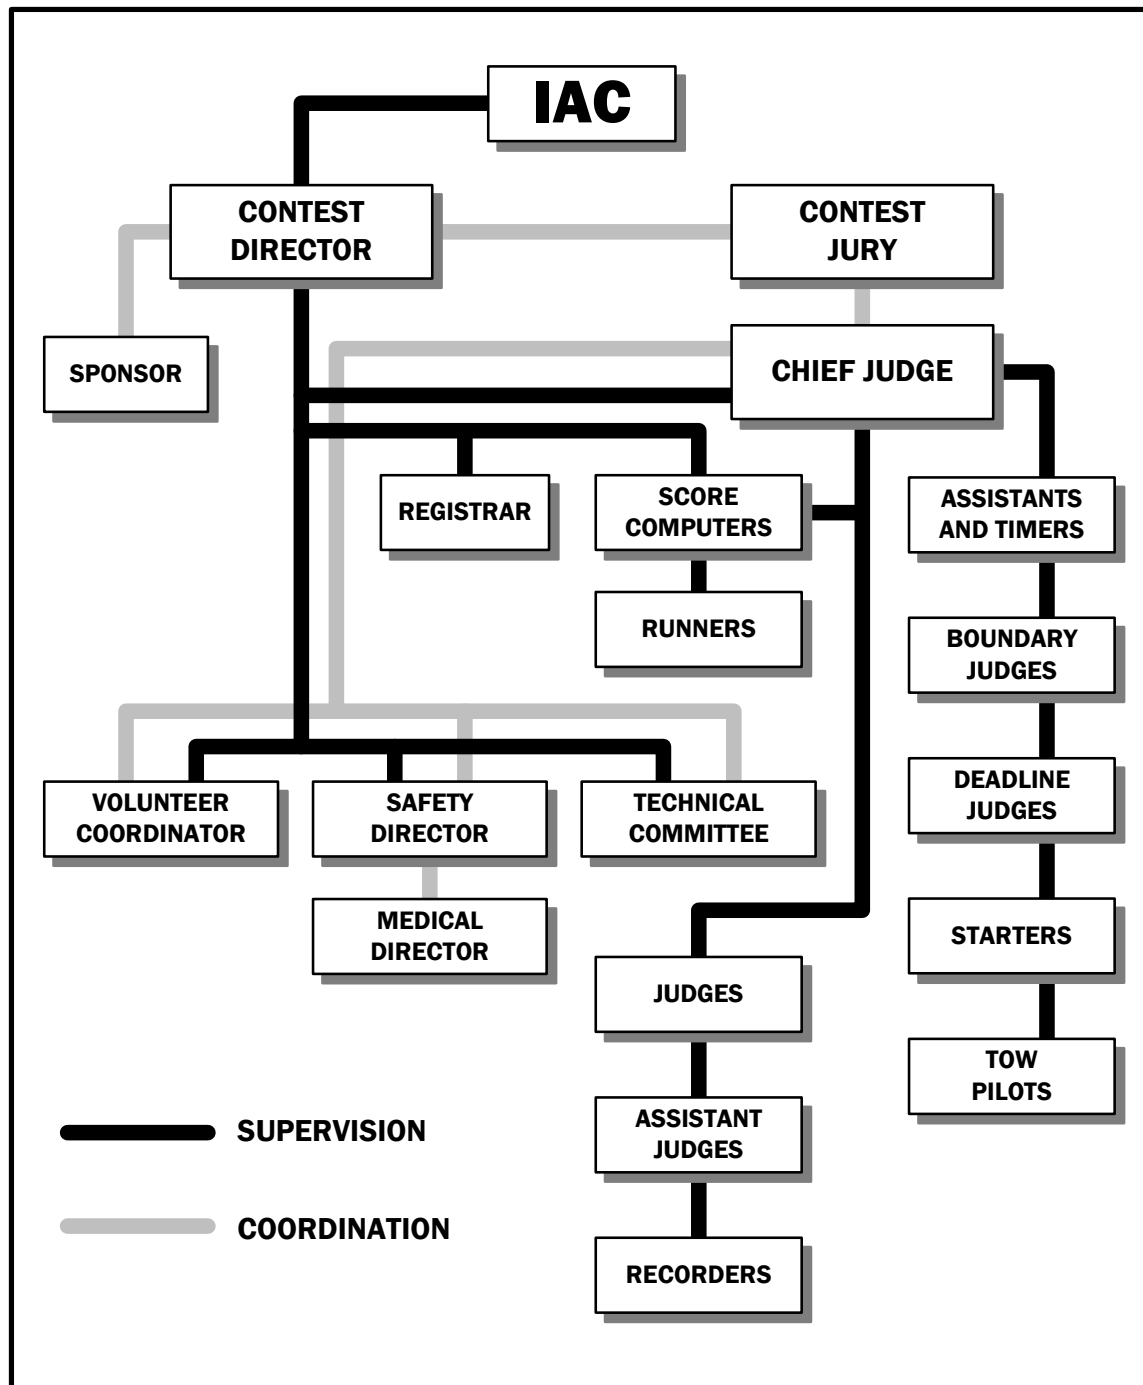 IAC
CONTEST
DIRECTOR
CONTEST
JURY
SPONSOR
CHIEF JUDGE
REGISTRAR
SCORE
COMPUTERS
ASSISTANTS
AND TIMERS
RUNNERS
BOUNDARY
JUDGES
VOLUNTEER
COORDINATOR
SAFETY
DIRECTOR
TECHNICAL
COMMITTEE
DEADLINE
JUDGES
MEDICAL
DIRECTOR
STARTERS
JUDGES
TOW
PILOTS
SUPERVISION
ASSISTANT
JUDGES
COORDINATION
RECORDERS